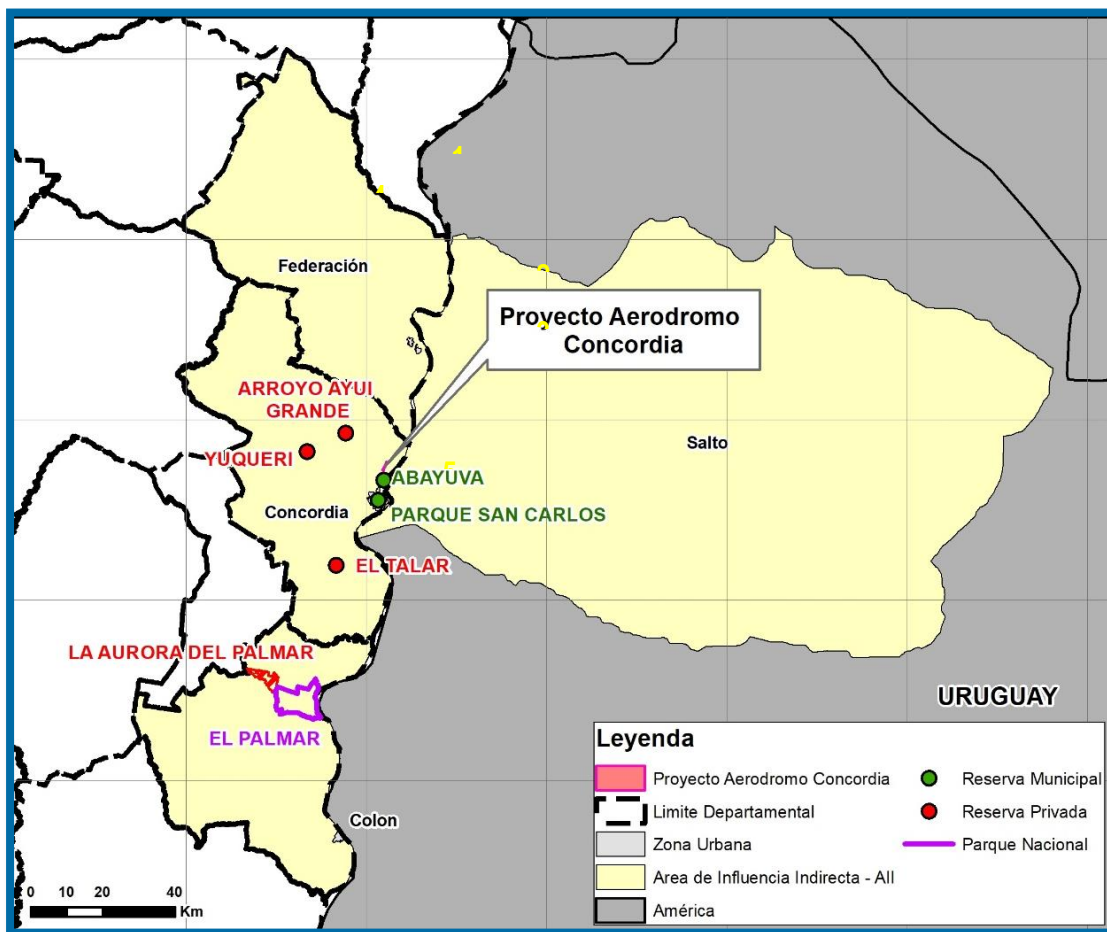 Federación
Proyecto Aerodromo
Concordia
ARROYO AYUI
GRANDE
YUQUERI
Salto
ABAYUVA
Concordia
PARQUE SAN CARLOS
EL TALAR
LA AURORA DEL PALMAR
URUGUAY
EL PALMAR
Colon
Leyenda
Proyecto Aerodromo Concordia
Reserva Municipal
Limite Departamental
Reserva Privada
Zona Urbana
Parque Nacional
Area de Influencia Indirecta - AII
América
0 10 20 40
Km